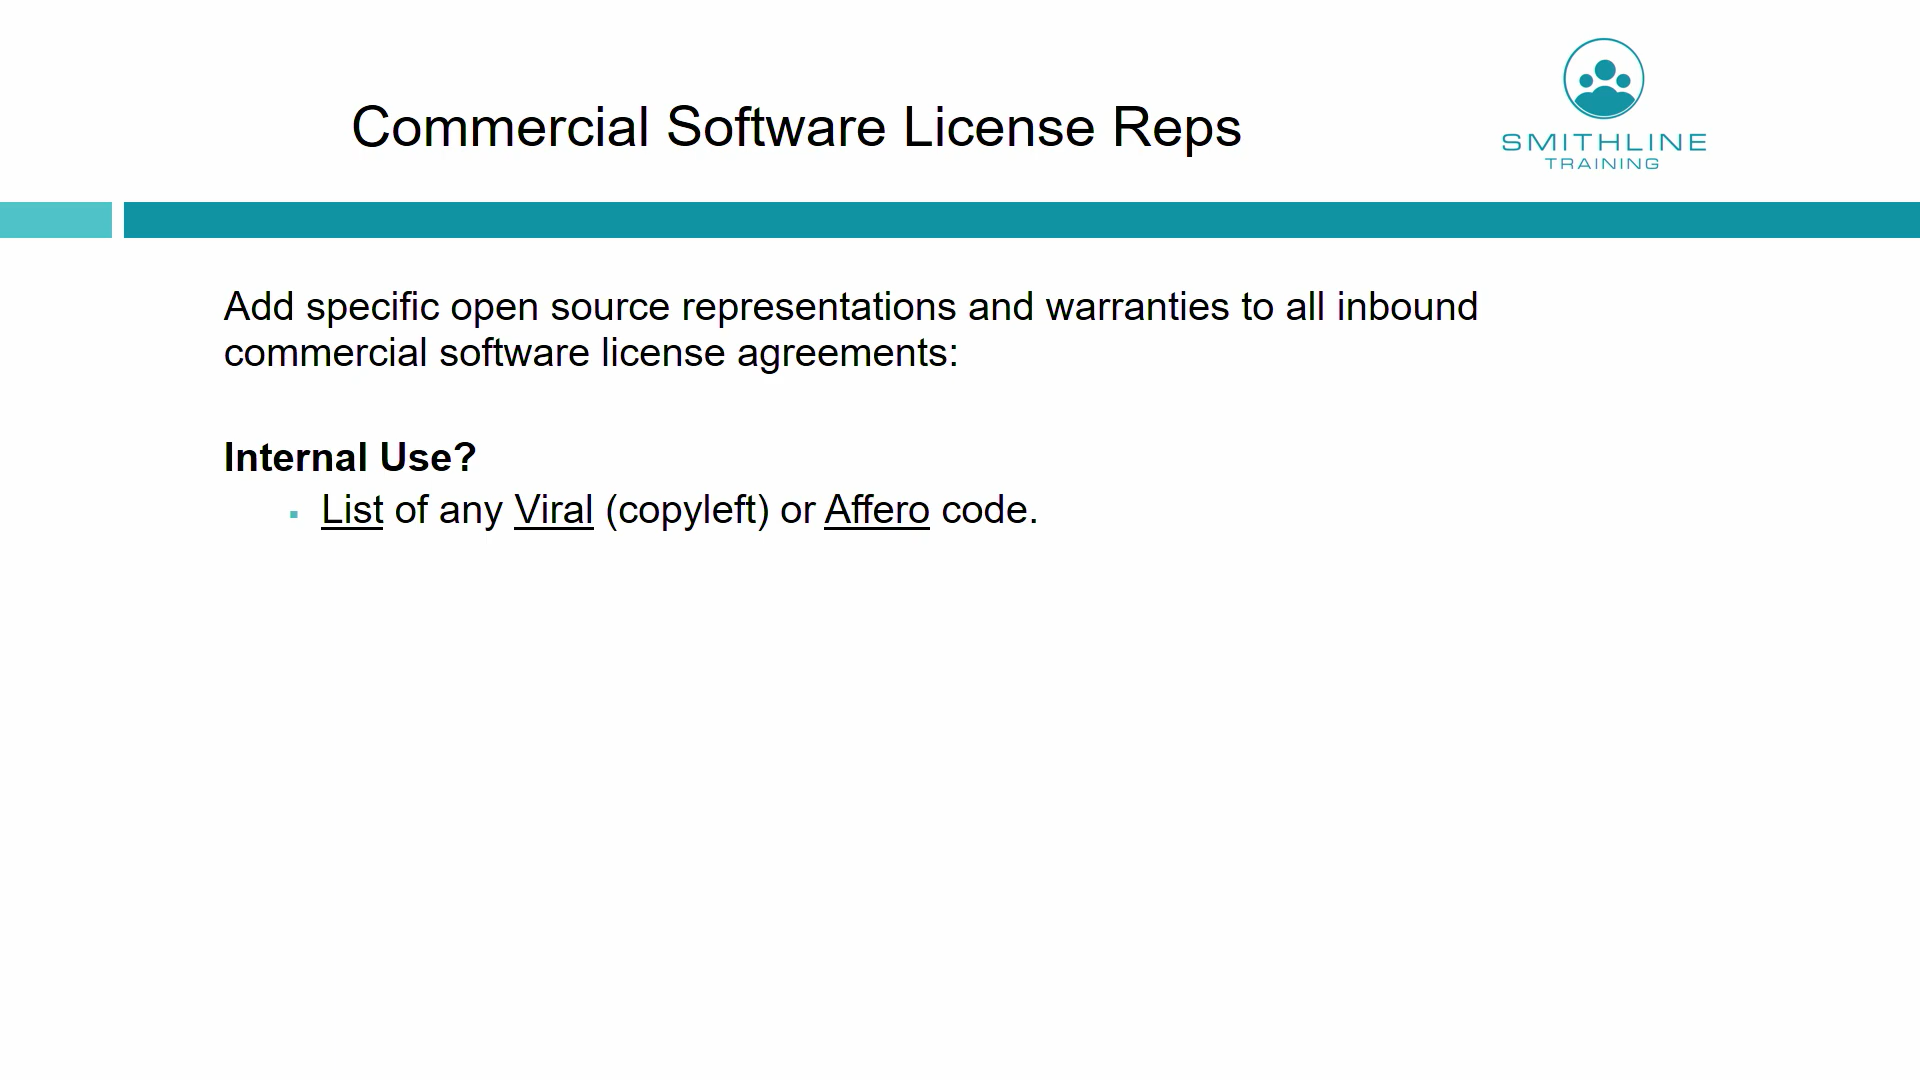 Commercial Software License Reps
SMITHLINE
TRAINING
Add specific open source representations and warranties to all inbound
commercial software license agreements:
Internal Use?
▪ List of any Viral (copyleft) or Affero code.